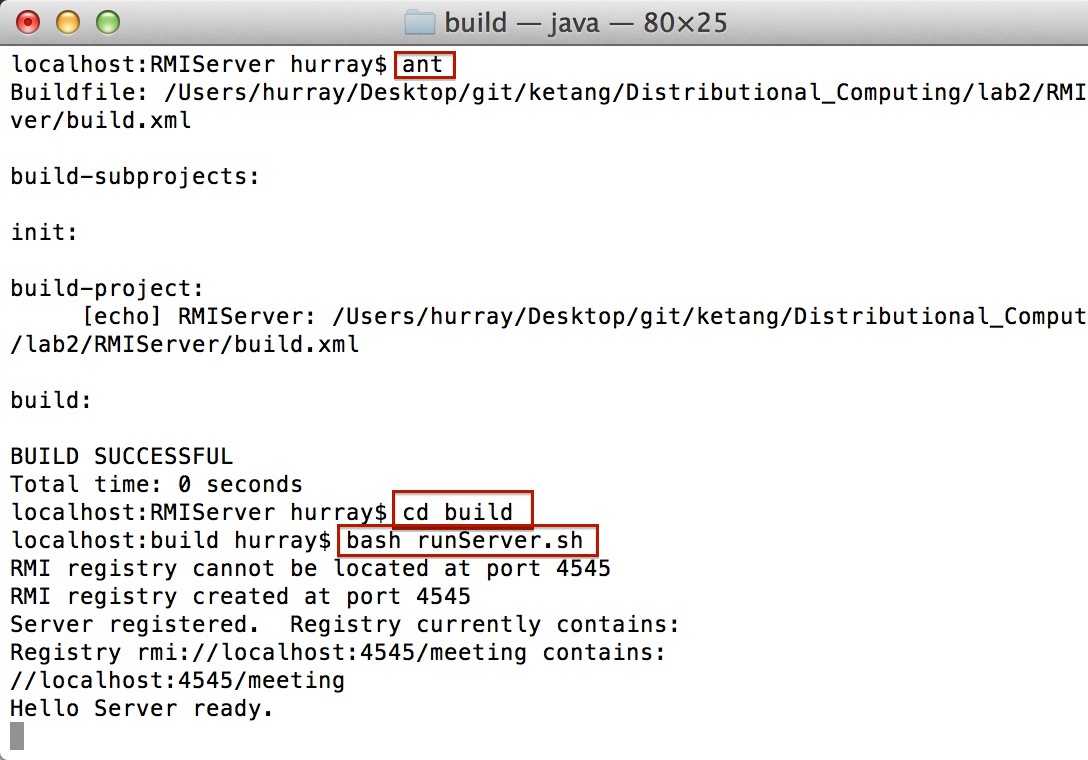 build — java — 80×25
localhost:RMIServer hurray$ ant
Buildfile: /Users/hurray/Desktop/git/ketang/Distributional_Computing/lab2/RMI
ver/build.xml
build-subprojects:
init:
build-project:
[echo] RMIServer: /Users/hurray/Desktop/git/ketang/Distributional_Comput
/lab2/RMIServer/build.xml
build:
BUILD SUCCESSFUL
Total time: 0 seconds
localhost:RMIServer hurray$ cd build
localhost:build hurray$ bash runServer.sh
RMI registry cannot be located at port 4545
RMI registry created at port 4545
Server registered.  Registry currently contains:
Registry rmi://localhost:4545/meeting contains:
//localhost:4545/meeting
Hello Server ready.